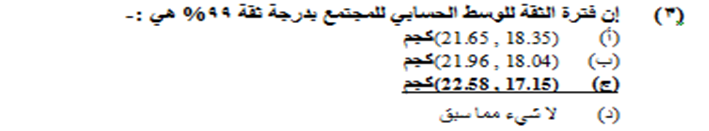 (٣) إن فترة الثقة للوسط الحسابي للمجتمع بدرجة ثقة ٩٩% هي :-
(أ) (21.65 , 18.35)كجم
(ب) (21.96 , 18.04)كجم
(ج) (22.58 , 17.15)كجم
(د) لا شيء مما سبق